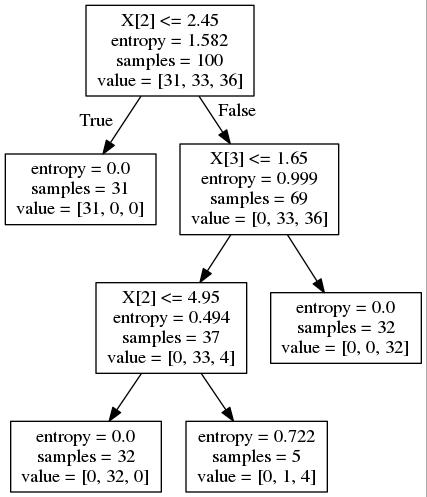 X[2] <= 2.45
entropy = 1.582
samples = 100
value = [31, 33, 36]
True
False
entropy = 0.0
samples = 31
value = [31, 0, 0]
X[3] <= 1.65
entropy = 0.999
samples = 69
value = [0, 33, 36]
X[2] <= 4.95
entropy = 0.494
samples = 37
value = [0, 33, 4]
entropy = 0.0
samples = 32
value = [0, 0, 32]
entropy = 0.0
samples = 32
value = [0, 32, 0]
entropy = 0.722
samples = 5
value = [0, 1, 4]